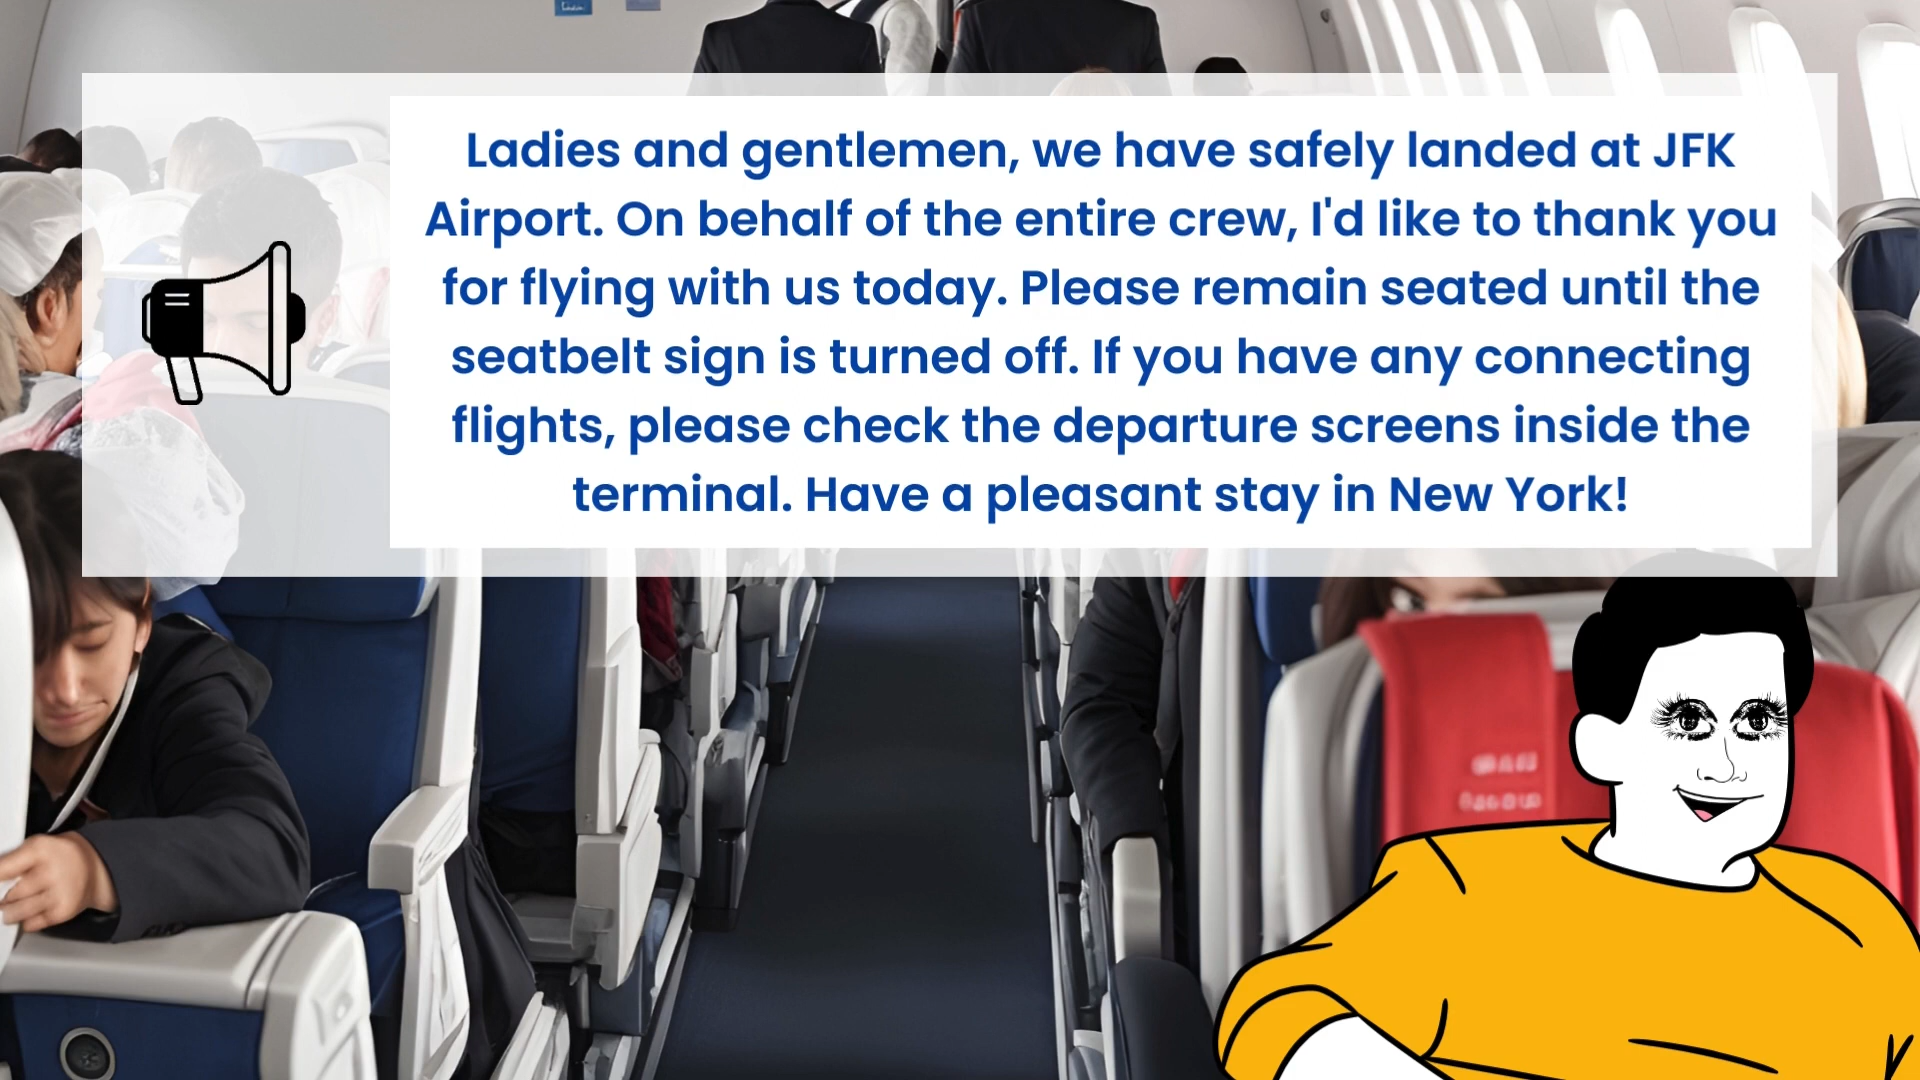 Ladies and gentlemen, we have safely landed at JFK
Airport. On behalf of the entire crew, I'd like to thank you
for flying with us today. Please remain seated until the
seatbelt sign is turned off. If you have any connecting
flights, please check the departure screens inside the
terminal. Have a pleasant stay in New York!